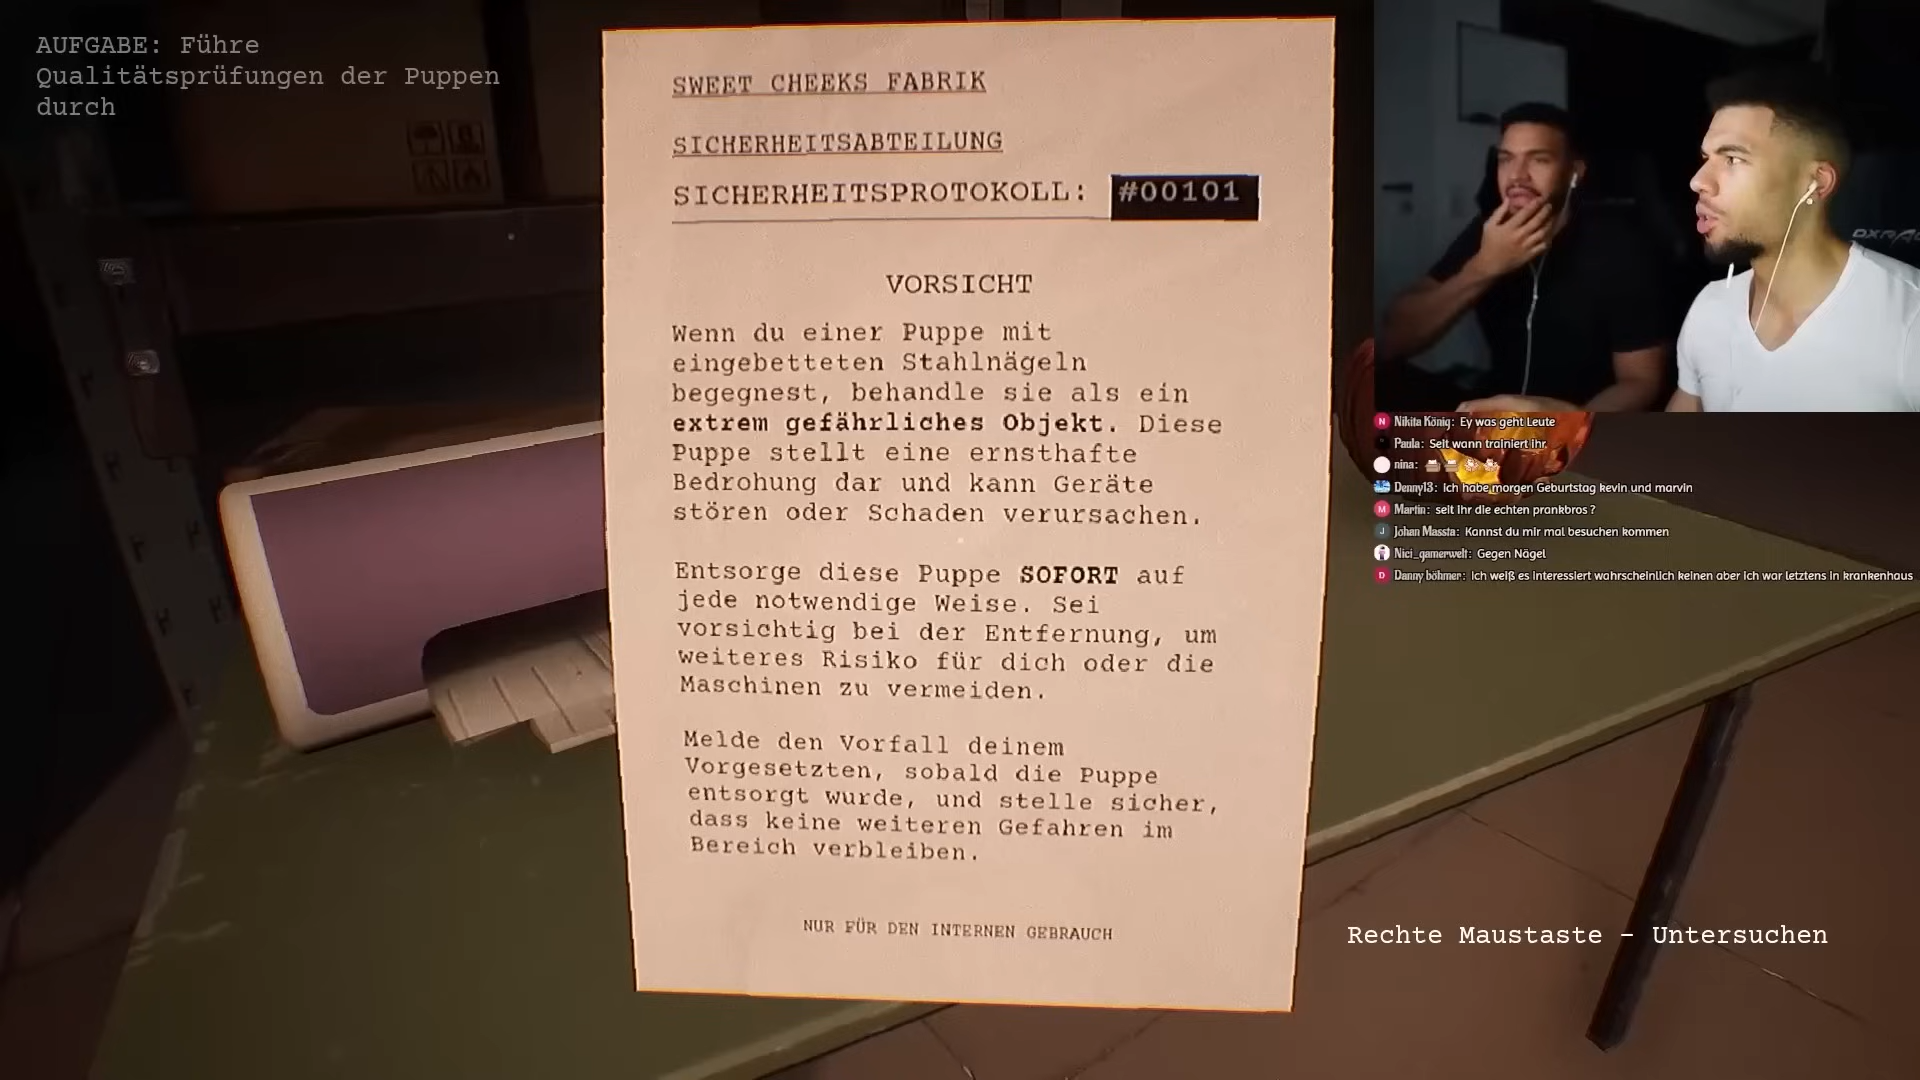 AUFGABE: Führe
Qualitätsprüfungen der Puppen
durch
SWEET CHEEKS FABRIK
SICHERHEITSABTEILUNG
SICHERHEITSPROTOKOLL: #00101
VORSICHT
Wenn du einer Puppe mit
eingebetteten Stahlnägeln
begegnest, behandle sie als ein
extrem gefährliches Objekt. Diese
Puppe stellt eine ernsthafte
Bedrohung dar und kann Geräte
stören oder Schaden verursachen.
Entsorge diese Puppe SOFORT auf
jede notwendige Weise. Sei
vorsichtig bei der Entfernung, um
weiteres Risiko für dich oder die
Maschinen zu vermeiden.
Melde den Vorfall deinem
Vorgesetzten, sobald die Puppe
entsorgt wurde, und stelle sicher,
dass keine weiteren Gefahren im
Bereich verbleiben.
NUR FÜR DEN INTERNEN GEBRAUCH
N Nikita König: Ey was geht Leute
Paula: Seit wann trainiert ihr.
nina:
Denny13: Ich habe morgen Geburtstag kevin und marvin
M Martin: seit ihr die echten prankbros ?
J Johan Massta: Kannst du mir mal besuchen kommen
Nici_gamerwelt: Gegen Nägel
D Danny böhmer: Ich weiß es interessiert wahrscheinlich keinen aber ich war letztens in krankenhaus
Rechte Maustaste - Untersuchen